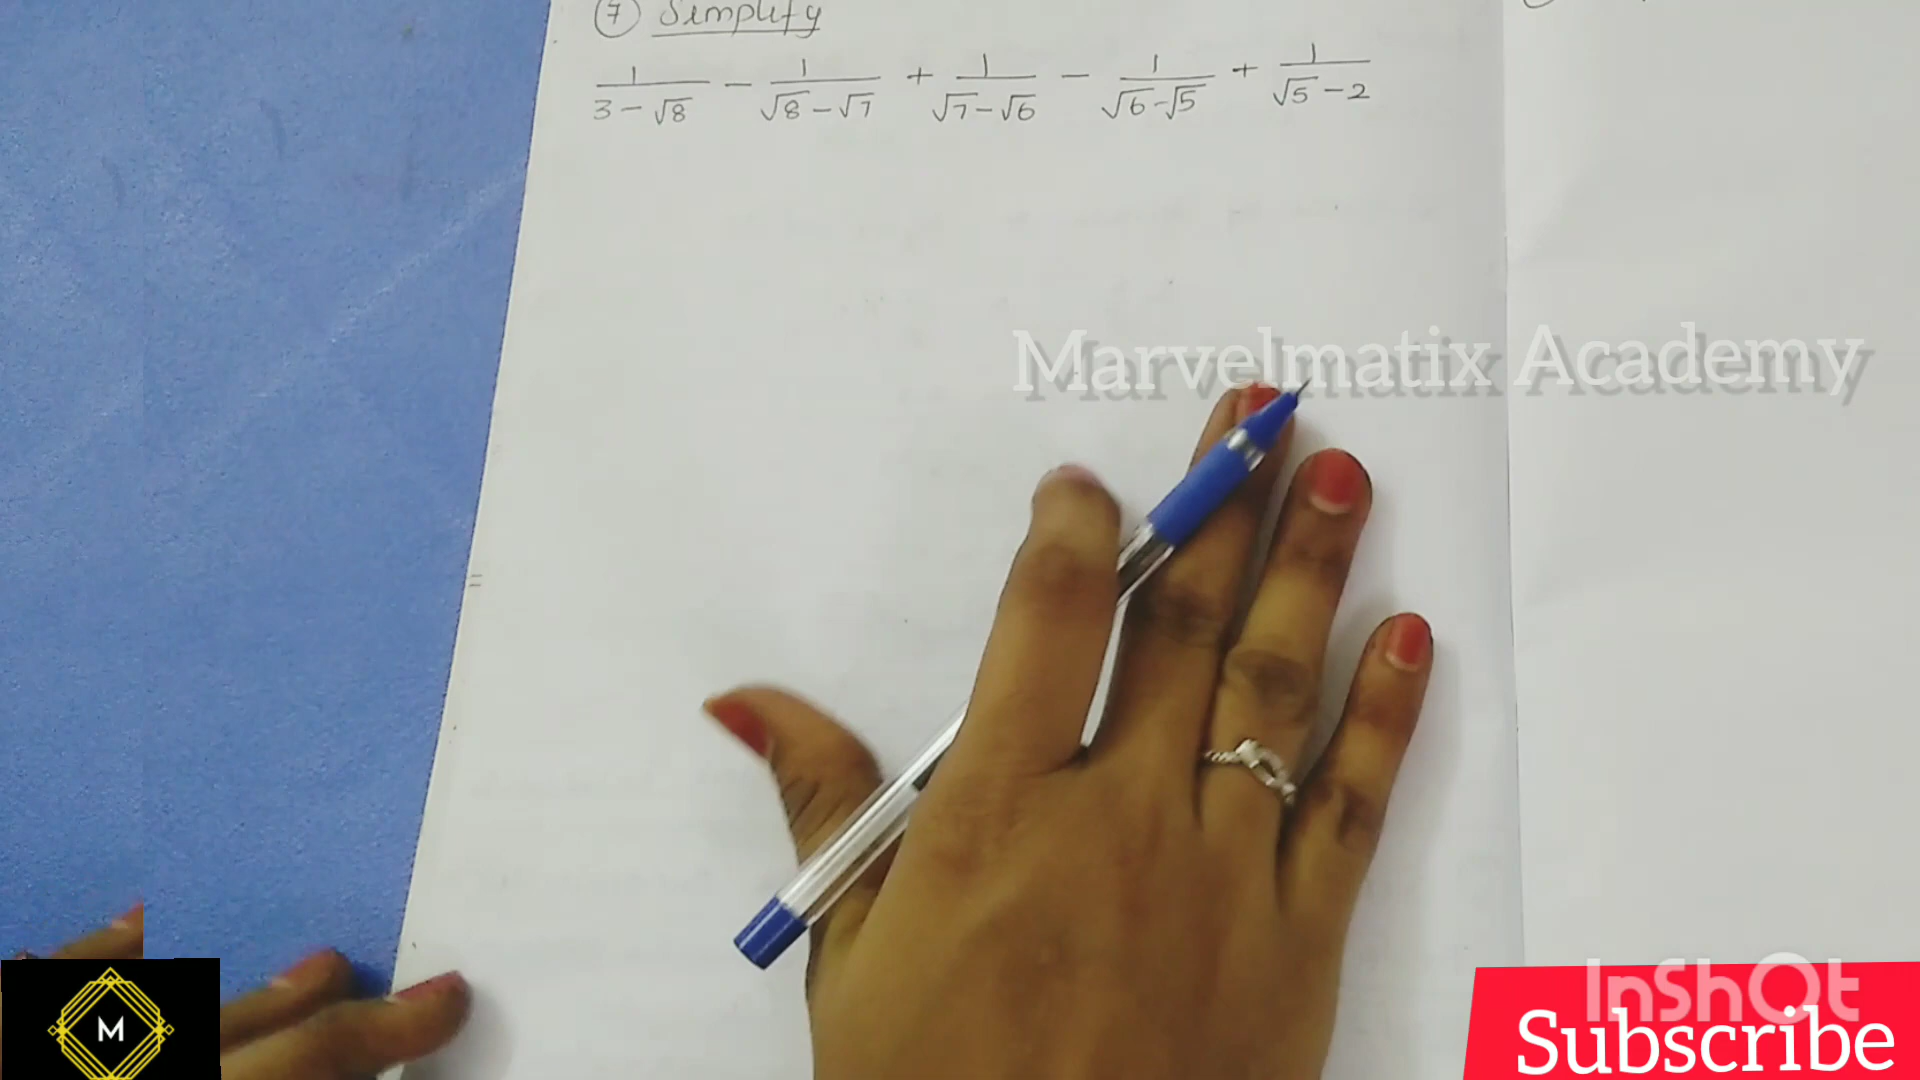 ⑦ Simplify
1/(3-√8) - 1/(√8-√7) + 1/(√7-√6) - 1/(√6-√5) + 1/(√5-2)
Marvelmatix Academy
=
M
InShOt
Subscribe